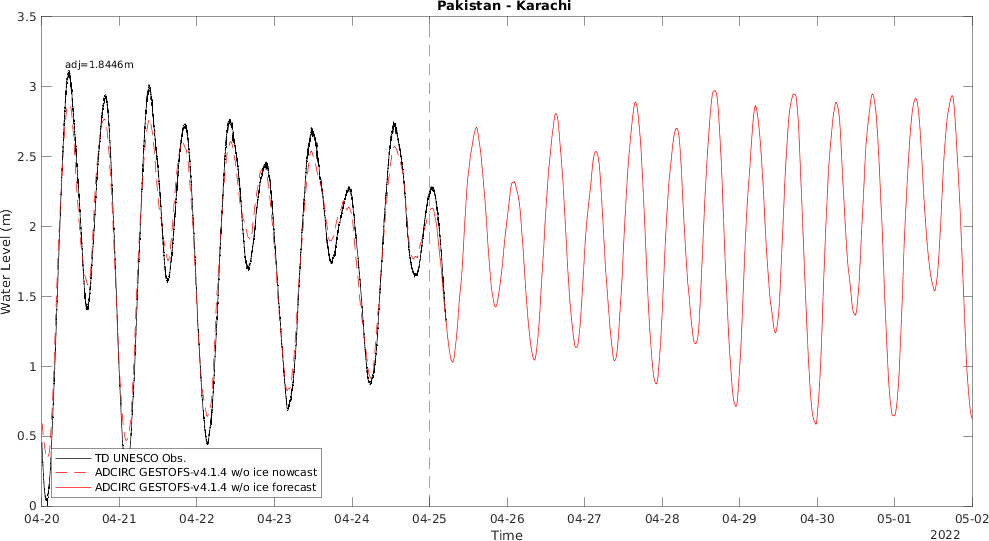 Pakistan - Karachi
adj=1.8446m
Water Level (m)
3.5
3
2.5
2
1.5
1
0.5
0
TD UNESCO Obs.
ADCIRC GESTOFS-v4.1.4 w/o ice nowcast
ADCIRC GESTOFS-v4.1.4 w/o ice forecast
04-20 04-21 04-22 04-23 04-24 04-25 04-26 04-27 04-28 04-29 04-30 05-01 05-02
Time
2022